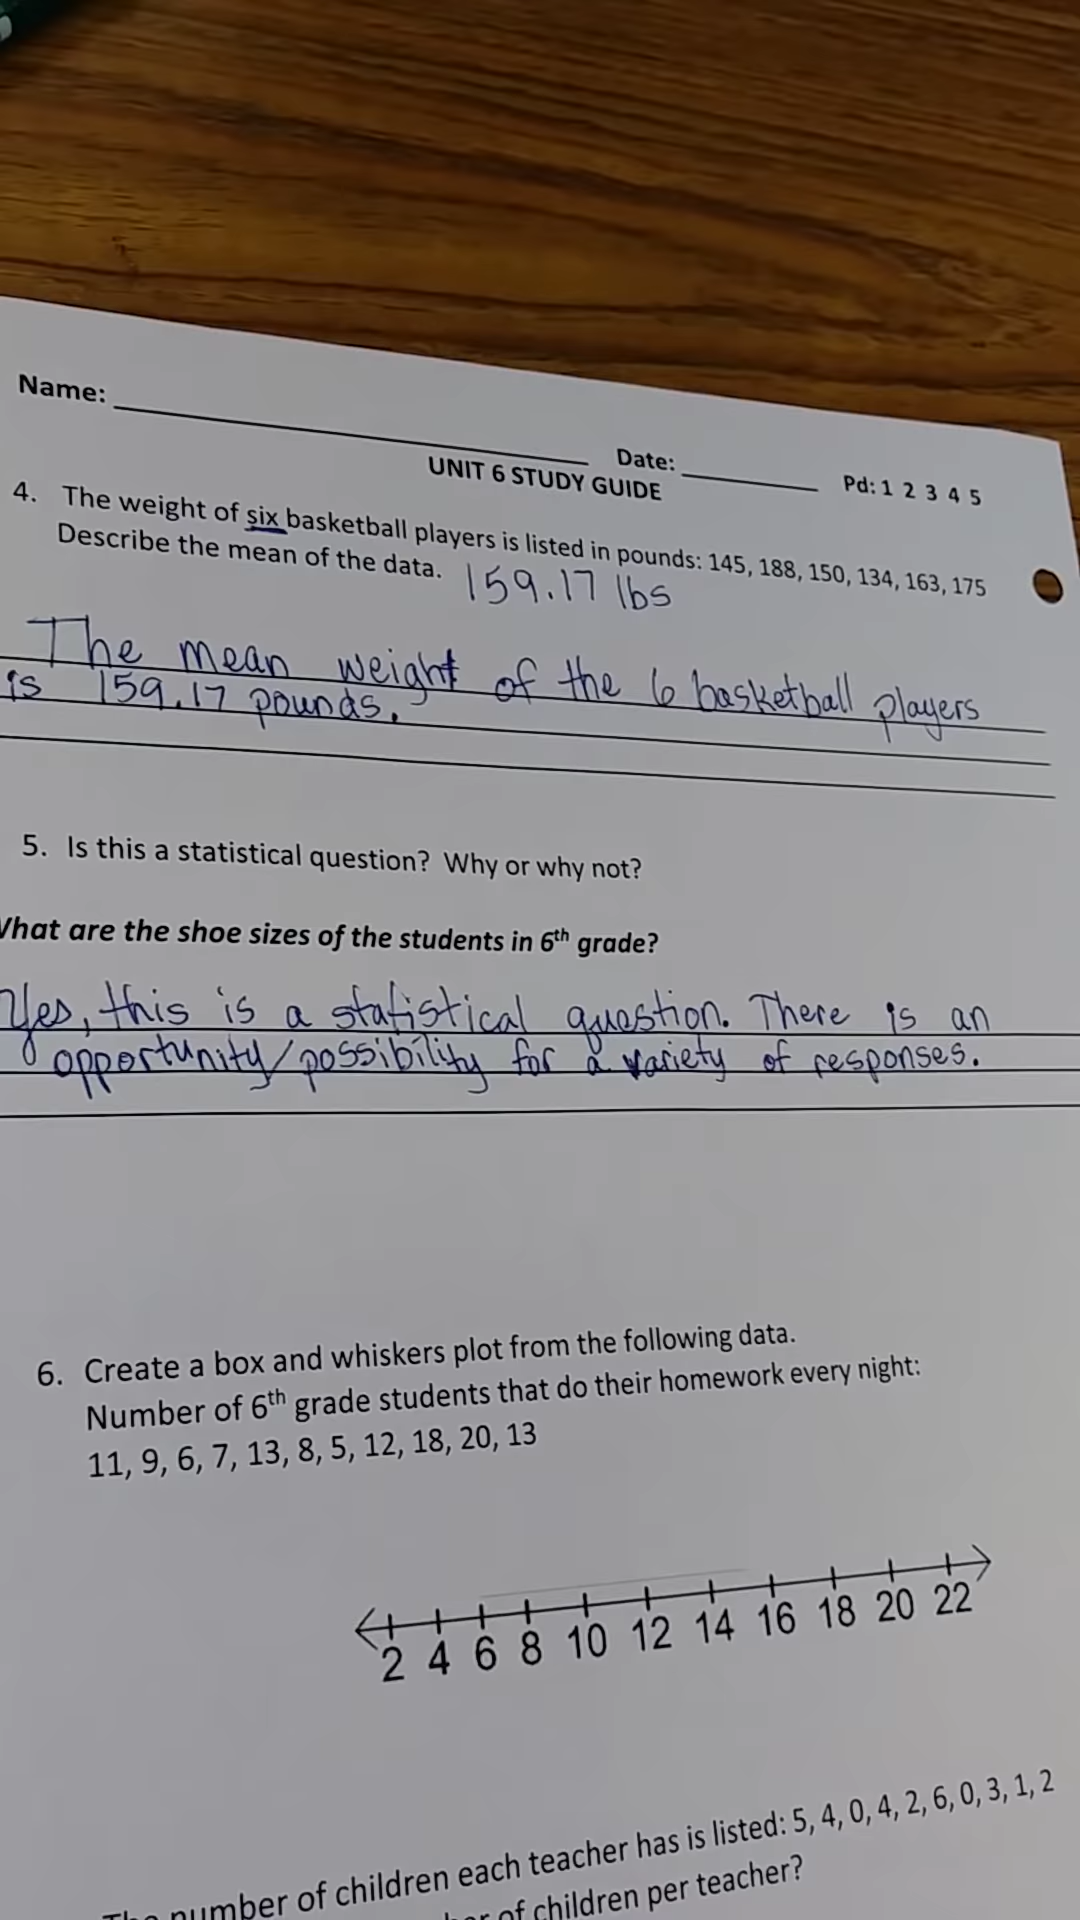 Name:
Date:
Pd: 1 2 3 4 5
UNIT 6 STUDY GUIDE
4. The weight of six basketball players is listed in pounds: 145, 188, 150, 134, 163, 175
Describe the mean of the data. 159.17 lbs
The mean weight of the 6 basketball players
is 159.17 pounds.
5. Is this a statistical question? Why or why not?
What are the shoe sizes of the students in 6th grade?
Yes, this is a statistical question. There is an
opportunity/possibility for a variety of responses.
6. Create a box and whiskers plot from the following data.
Number of 6th grade students that do their homework every night:
11, 9, 6, 7, 13, 8, 5, 12, 18, 20, 13
2 4 6 8 10 12 14 16 18 20 22
The number of children each teacher has is listed: 5, 4, 0, 4, 2, 6, 0, 3, 1, 2
of children per teacher?